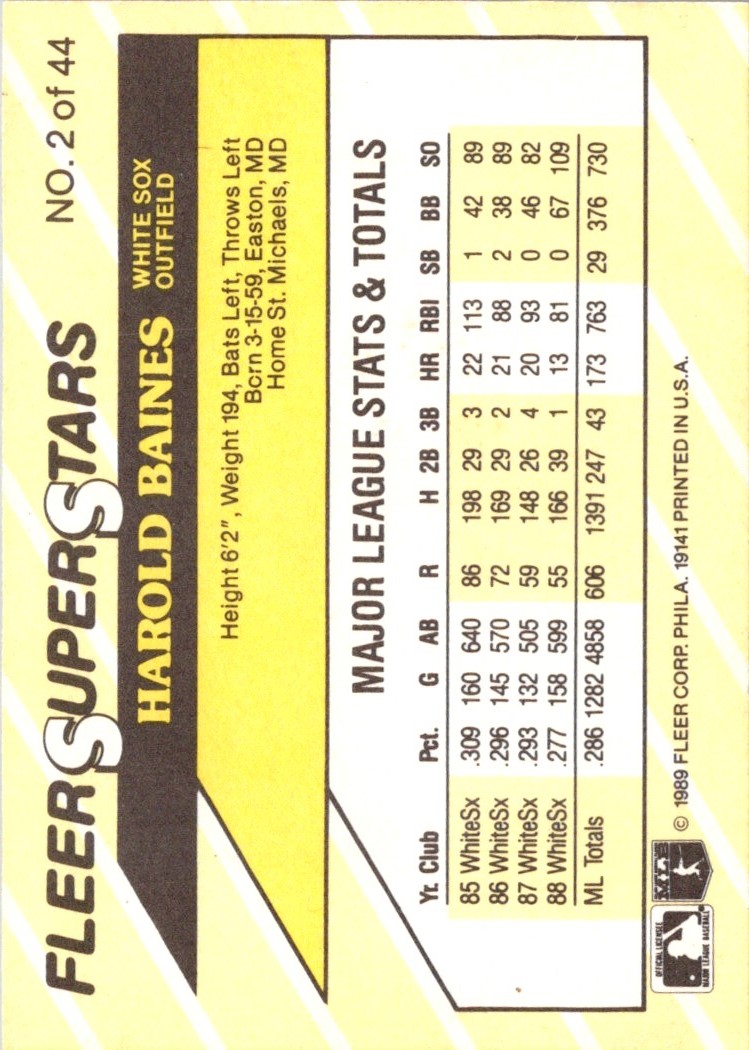 FLEER SUPERSTARS NO. 2 of 44
HAROLD BAINES WHITE SOX
OUTFIELD
Height 6'2", Weight 194, Bats Left, Throws Left
Born 3-15-59, Easton, MD
Home St. Michaels, MD
MAJOR LEAGUE STATS & TOTALS
Yr. Club Pct. G AB R H 2B 3B HR RBI SB BB SO
85 WhiteSx .309 160 640 86 198 29 3 22 113 1 42 89
86 WhiteSx .296 145 570 72 169 29 2 21 88 2 38 89
87 WhiteSx .293 132 505 59 148 26 4 20 93 0 46 82
88 WhiteSx .277 158 599 55 166 39 1 13 81 0 67 109
ML Totals .286 1282 4858 606 1391 247 43 173 763 29 376 730
OFFICIAL LICENSEE
MAJOR LEAGUE BASEBALL
© 1989 FLEER CORP. PHILA. 19141 PRINTED IN U.S.A.